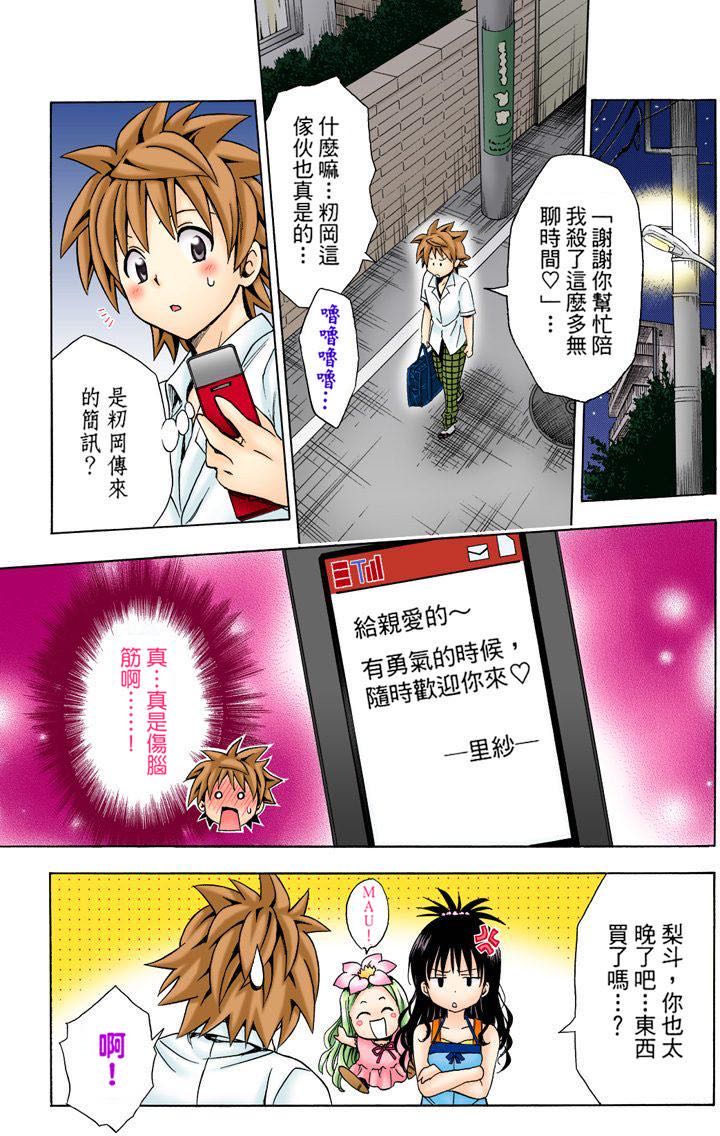 「謝謝你幫忙陪
我殺了這麼多無
聊時間♡」…
什麼嘛…籾岡這
傢伙也真是的…
嚕嚕嚕嚕…
是籾岡傳來
的簡訊？
給親愛的～
有勇氣的時候，
隨時歡迎你來♡
—里紗—
真…真是傷腦
筋啊……！
梨斗，你也太
晚了吧…東西
買了嗎…？
MAU！
啊！